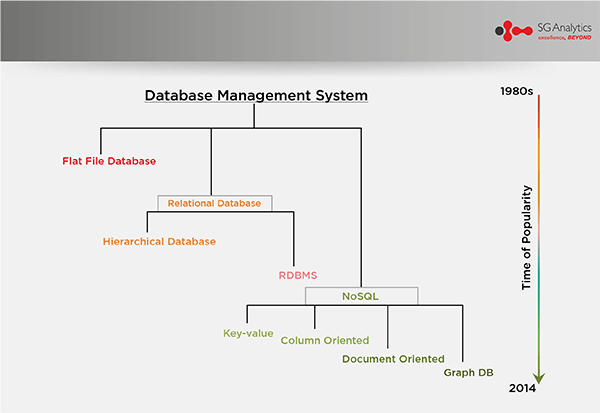 SG Analytics
excellence, BEYOND
Database Management System
1980s
Flat File Database
Relational Database
Hierarchical Database
RDBMS
NoSQL
Key-value
Column Oriented
Document Oriented
Graph DB
Time of Popularity
2014